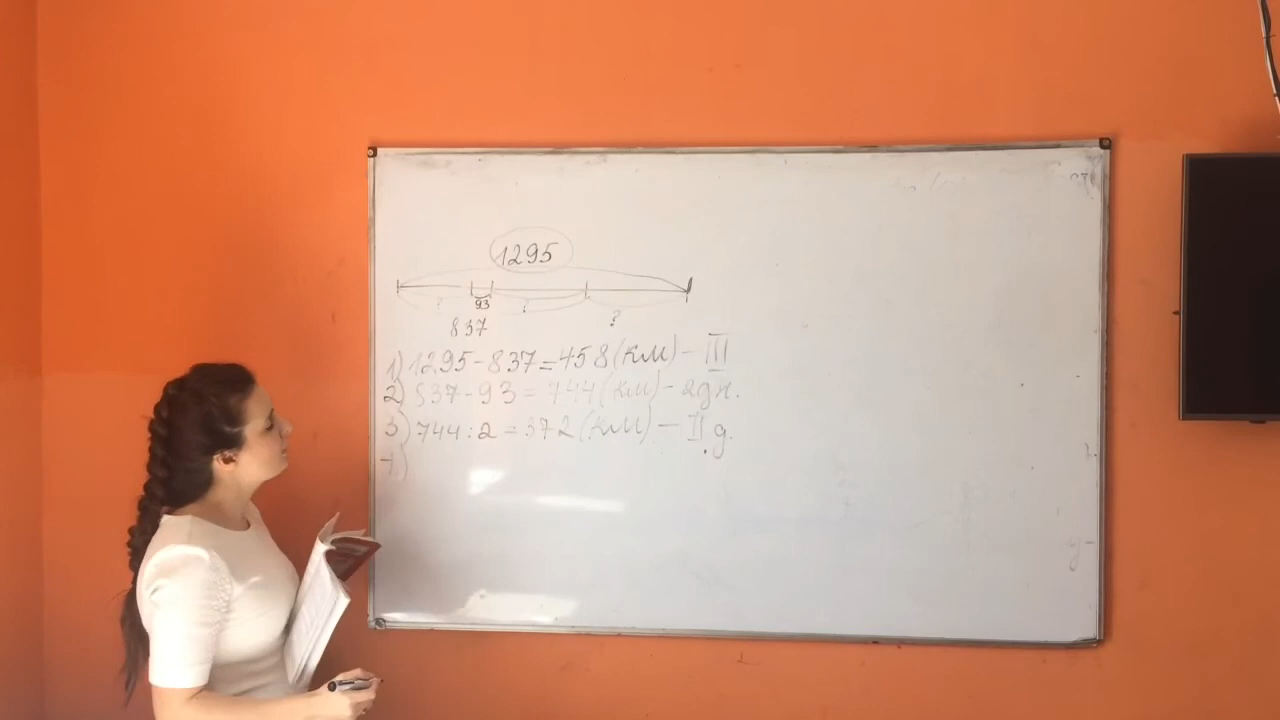 1295
? 93 ? ?
837
1) 1295-837=458(км) - III
2) 837-93=744(км) - 2дн.
3) 744:2=372(км) - II д.
4)